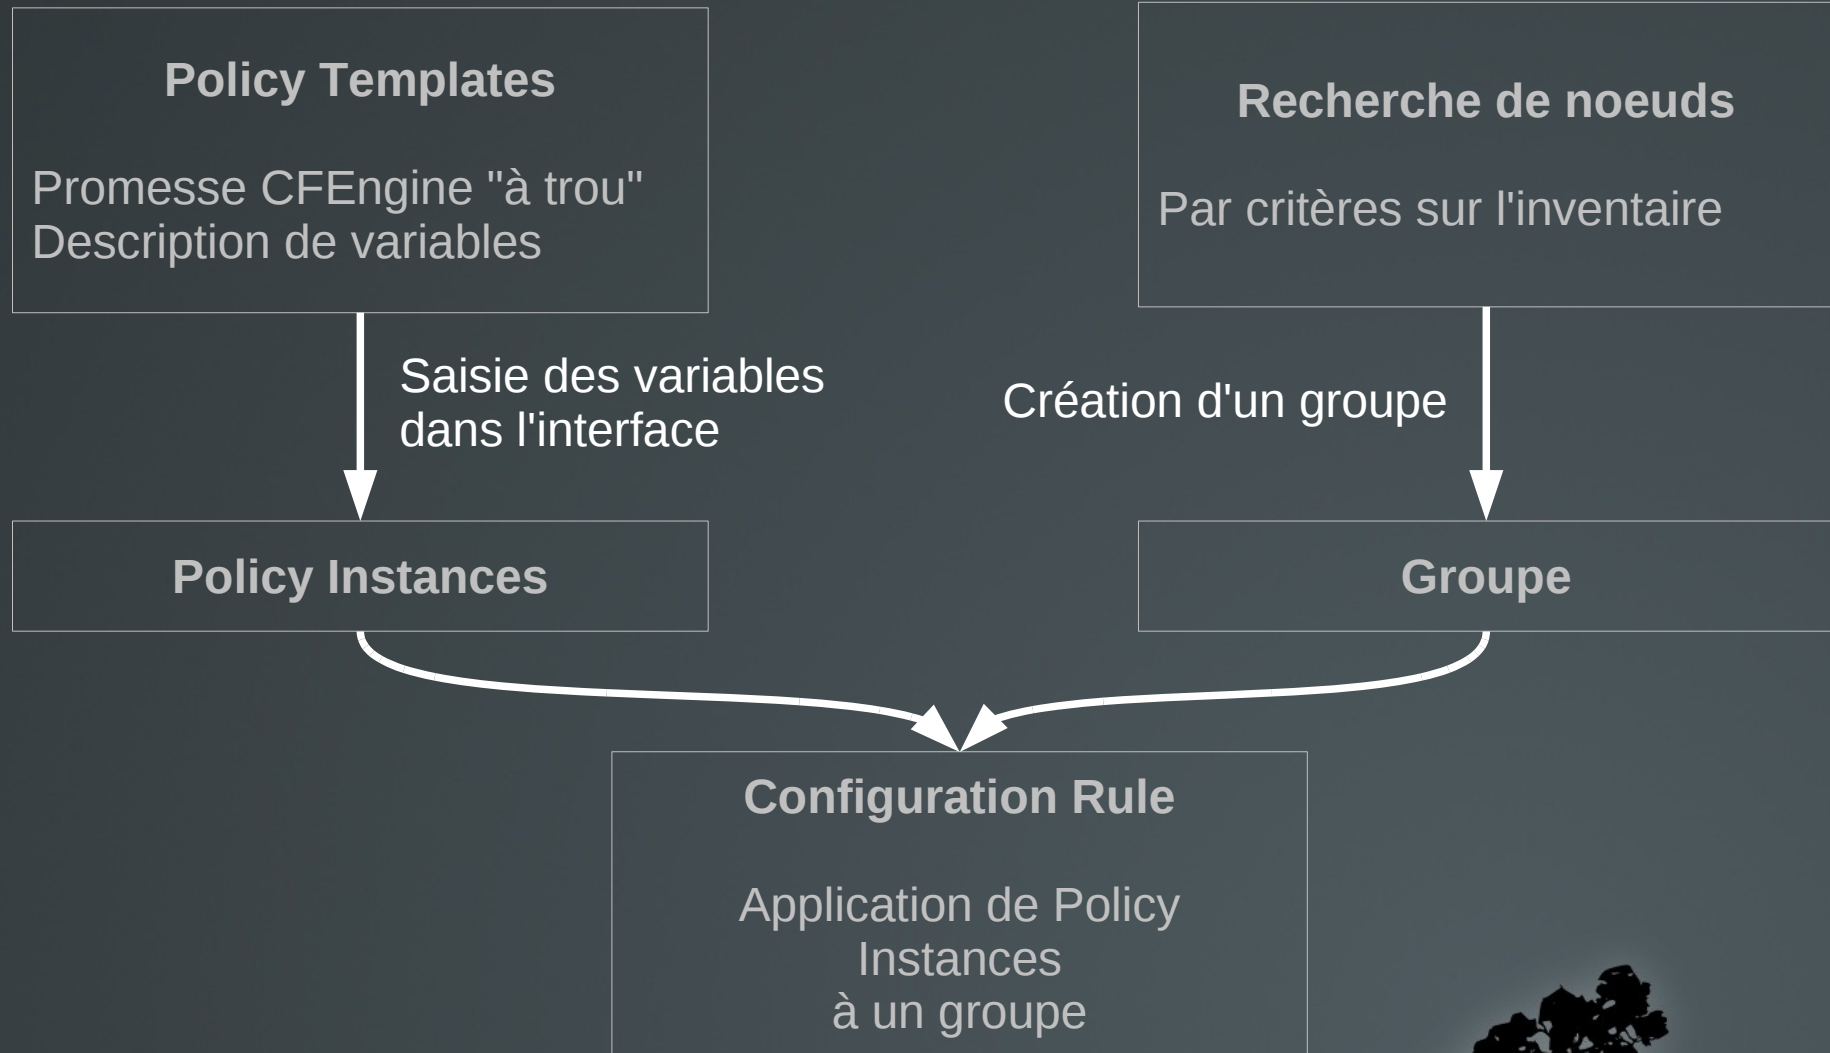 Policy Templates
Promesse CFEngine "à trou"
Description de variables
Recherche de noeuds
Par critères sur l'inventaire
Saisie des variables
dans l'interface
Création d'un groupe
Policy Instances
Groupe
Configuration Rule
Application de Policy
Instances
à un groupe